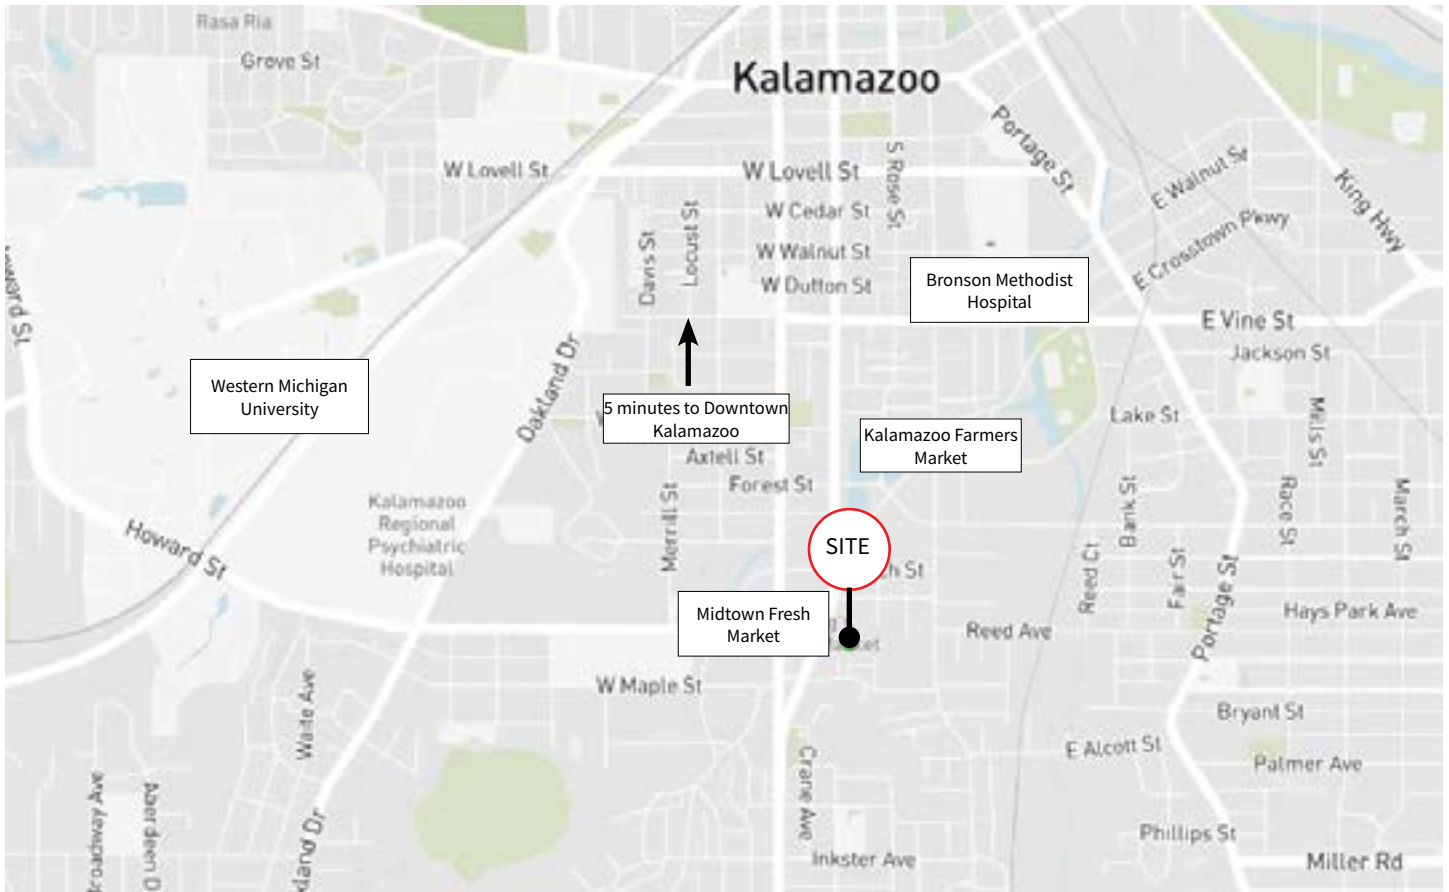 Rasa Ria
Grove St
Kalamazoo
Portage St
S Rose St
W Lovell St
W Lovell St
E Walnut St
King Hwy
W Cedar St
Locust St
Davis St
E Crosstown Pkwy
W Walnut St
W Dutton St
Bronson Methodist
Hospital
E Vine St
Jackson St
Oakland Dr
Western Michigan
University
5 minutes to Downtown
Kalamazoo
Lake St
Mills St
Kalamazoo Farmers
Market
Axtell St
Forest St
Merrill St
Kalamazoo
Regional
Psychiatric
Hospital
Bank St
Race St
March St
Howard St
SITE
St
Reed Ct
Fair St
Portage St
Midtown Fresh
Market
Reed Ave
Hays Park Ave
W Maple St
Waite Ave
Bryant St
E Alcott St
Palmer Ave
Crane Ave
Phillips St
Inkster Ave
Miller Rd